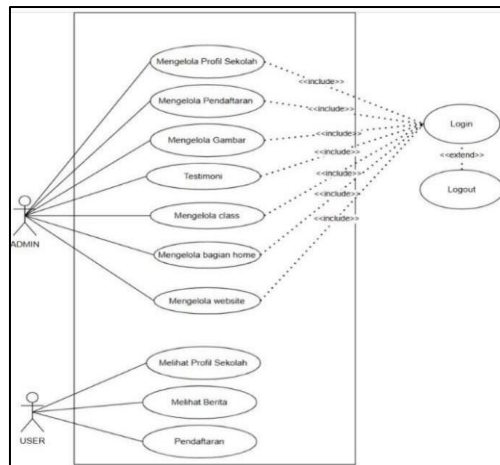 Mengelola Profil Sekolah
<<include>>
Mengelola Pendaftaran
<<include>>
Login
Mengelola Gambar
<<include>>
<<include>>
<<extend>>
Testimoni
<<include>>
Logout
<<include>>
Mengelola class
<<include>>
ADMIN
Mengelola bagian home
Mengelola website
Melihat Profil Sekolah
Melihat Berita
USER
Pendaftaran